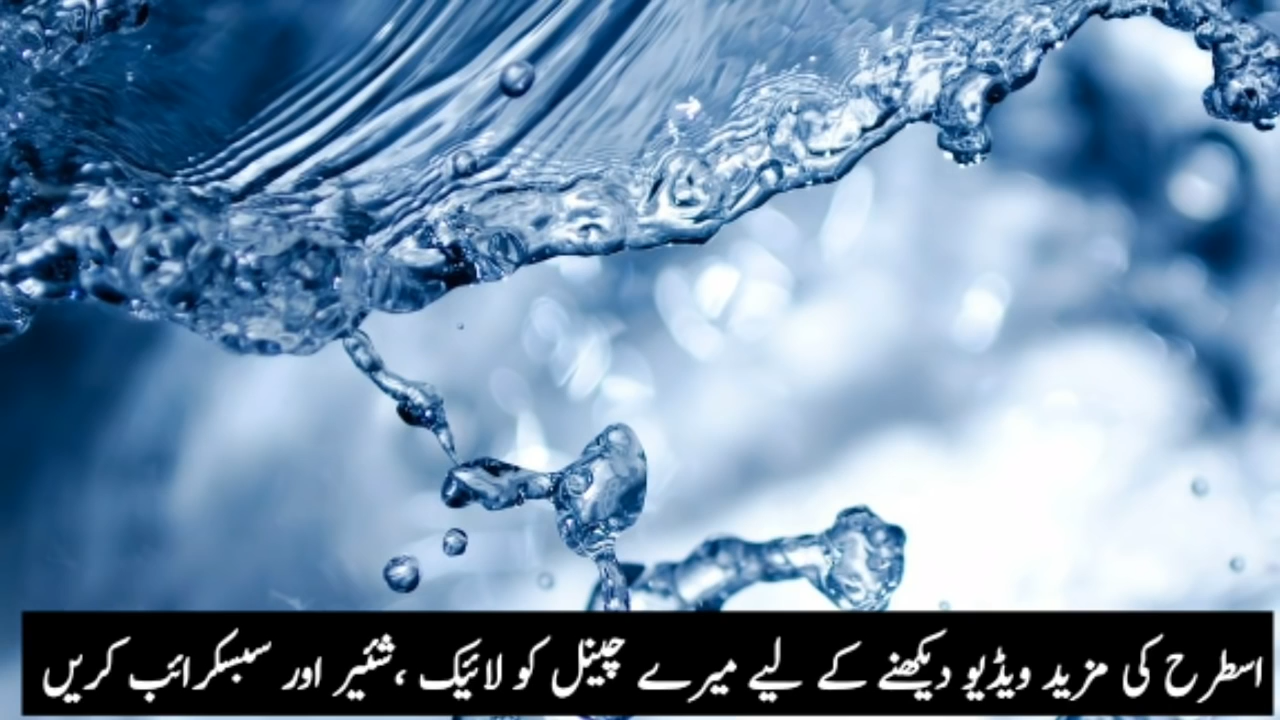 اسطرح کی مزید ویڈیو دیکھنے کے لیے میرے چینل کو لائیک ،شئیر اور سبسکرائب کریں